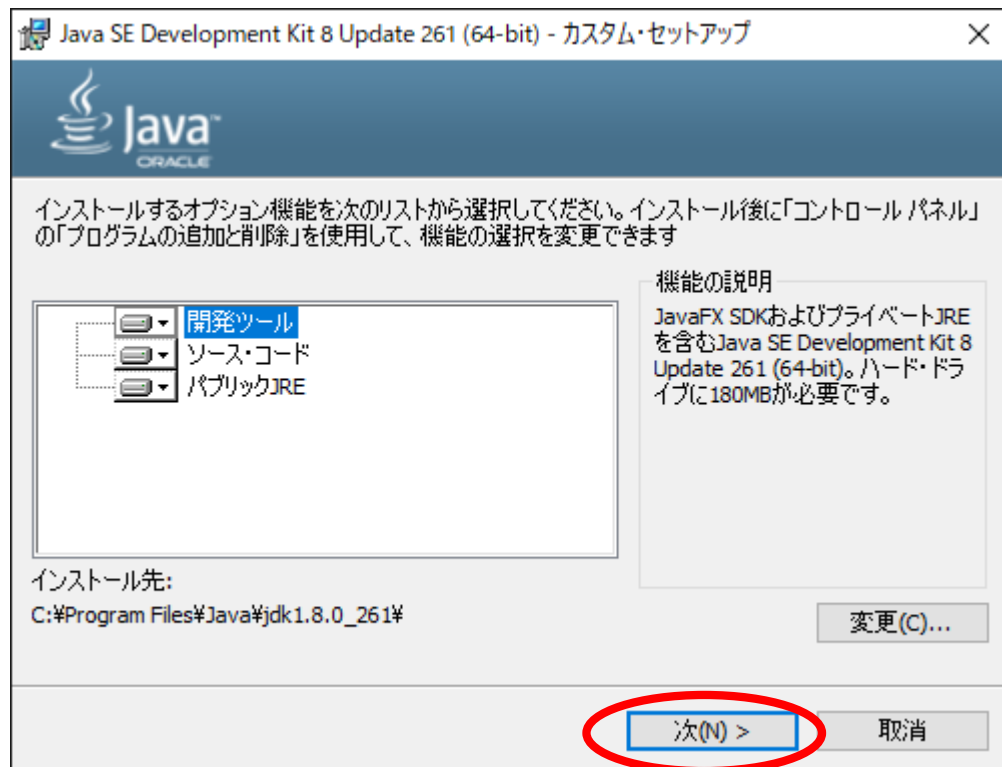 Java SE Development Kit 8 Update 261 (64-bit) - カスタム・セットアップ
Java™
ORACLE
インストールするオプション機能を次のリストから選択してください。インストール後に「コントロール パネル」
の「プログラムの追加と削除」を使用して、機能の選択を変更できます
開発ツール
ソース・コード
パブリックJRE
機能の説明
JavaFX SDKおよびプライベートJRE
を含むJava SE Development Kit 8
Update 261 (64-bit)。ハード・ドラ
イブに180MBが必要です。
インストール先:
C:¥Program Files¥Java¥jdk1.8.0_261¥
変更(C)...
次(N) >
取消